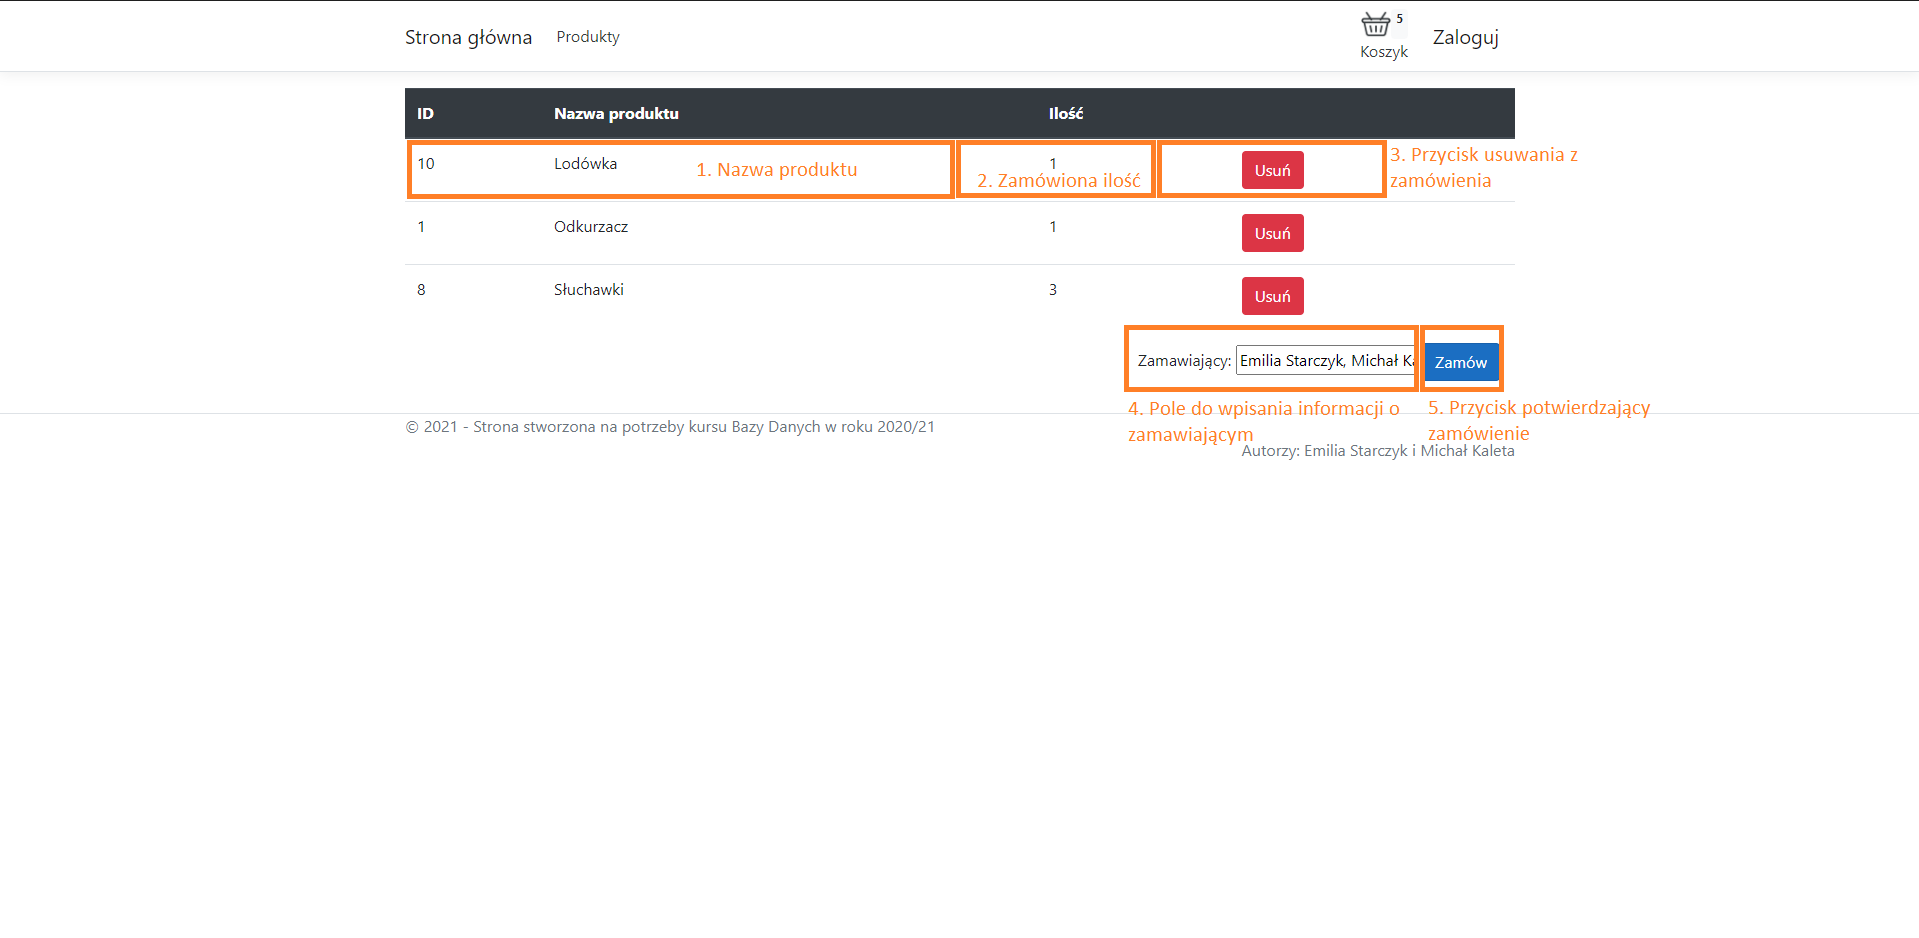 Strona główna Produkty 5
Koszyk Zaloguj
ID Nazwa produktu Ilość
10 Lodówka 1. Nazwa produktu 1
2. Zamówiona ilość Usuń 3. Przycisk usuwania z
zamówienia
1 Odkurzacz 1 Usuń
8 Słuchawki 3 Usuń
Zamawiający: Emilia Starczyk, Michał Ka Zamów
4. Pole do wpisania informacji o
zamawiającym
5. Przycisk potwierdzający
zamówienie
© 2021 - Strona stworzona na potrzeby kursu Bazy Danych w roku 2020/21
Autorzy: Emilia Starczyk i Michał Kaleta